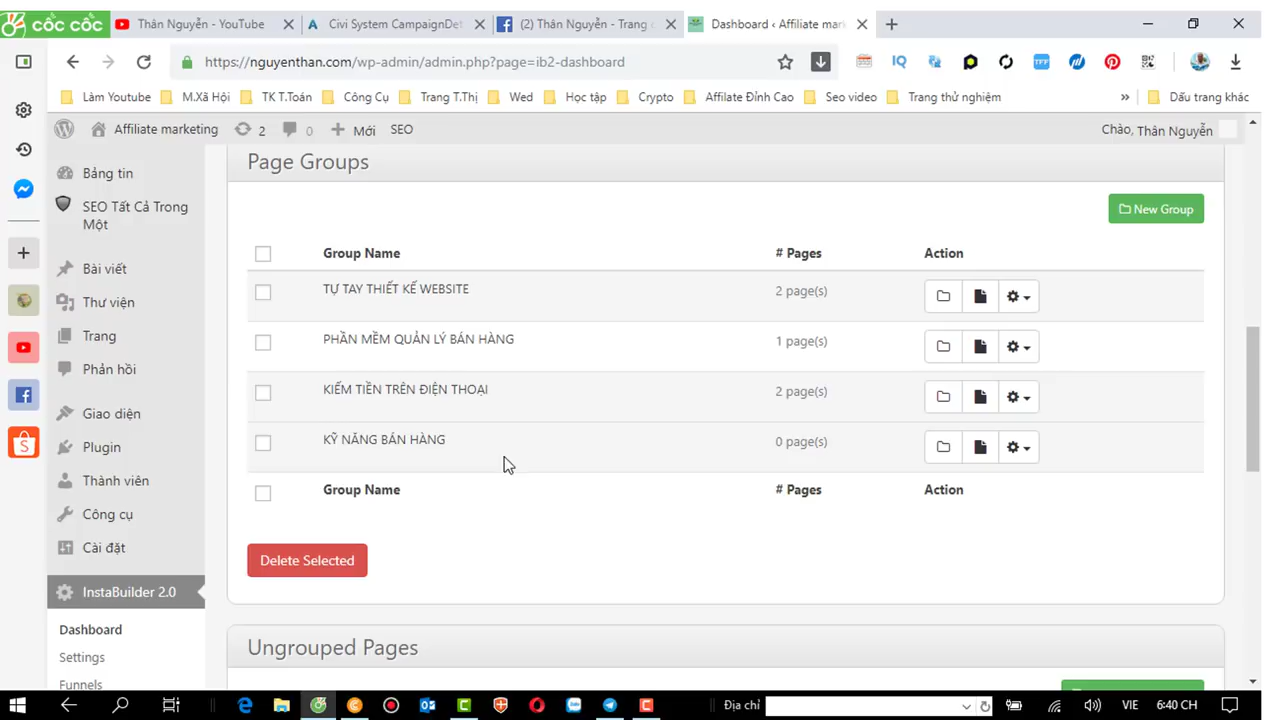 cốc cốc
Thân Nguyễn - YouTube
Civi System CampaignDet
(2) Thân Nguyễn - Trang c
Dashboard ‹ Affiliate mar
https://nguyenthan.com/wp-admin/admin.php?page=ib2-dashboard
IQ
TFP
Làm Youtube
M.Xã Hội
TK T.Toán
Công Cụ
Trang T.Thị
Wed
Học tập
Crypto
Affilate Đỉnh Cao
Seo video
Trang thử nghiệm
»
Dấu trang khác
Affiliate marketing
2
0
Mới
SEO
Chào, Thân Nguyễn
Bảng tin
SEO Tất Cả Trong
Một
Bài viết
Thư viện
Trang
Phản hồi
Giao diện
Plugin
Thành viên
Công cụ
Cài đặt
InstaBuilder 2.0
Dashboard
Settings
Funnels
Page Groups
New Group
Group Name # Pages Action
TỰ TAY THIẾT KẾ WEBSITE 2 page(s)
PHẦN MỀM QUẢN LÝ BÁN HÀNG 1 page(s)
KIẾM TIỀN TRÊN ĐIỆN THOẠI 2 page(s)
KỸ NĂNG BÁN HÀNG 0 page(s)
Group Name # Pages Action
Delete Selected
Ungrouped Pages
Địa chỉ
VIE
6:40 CH